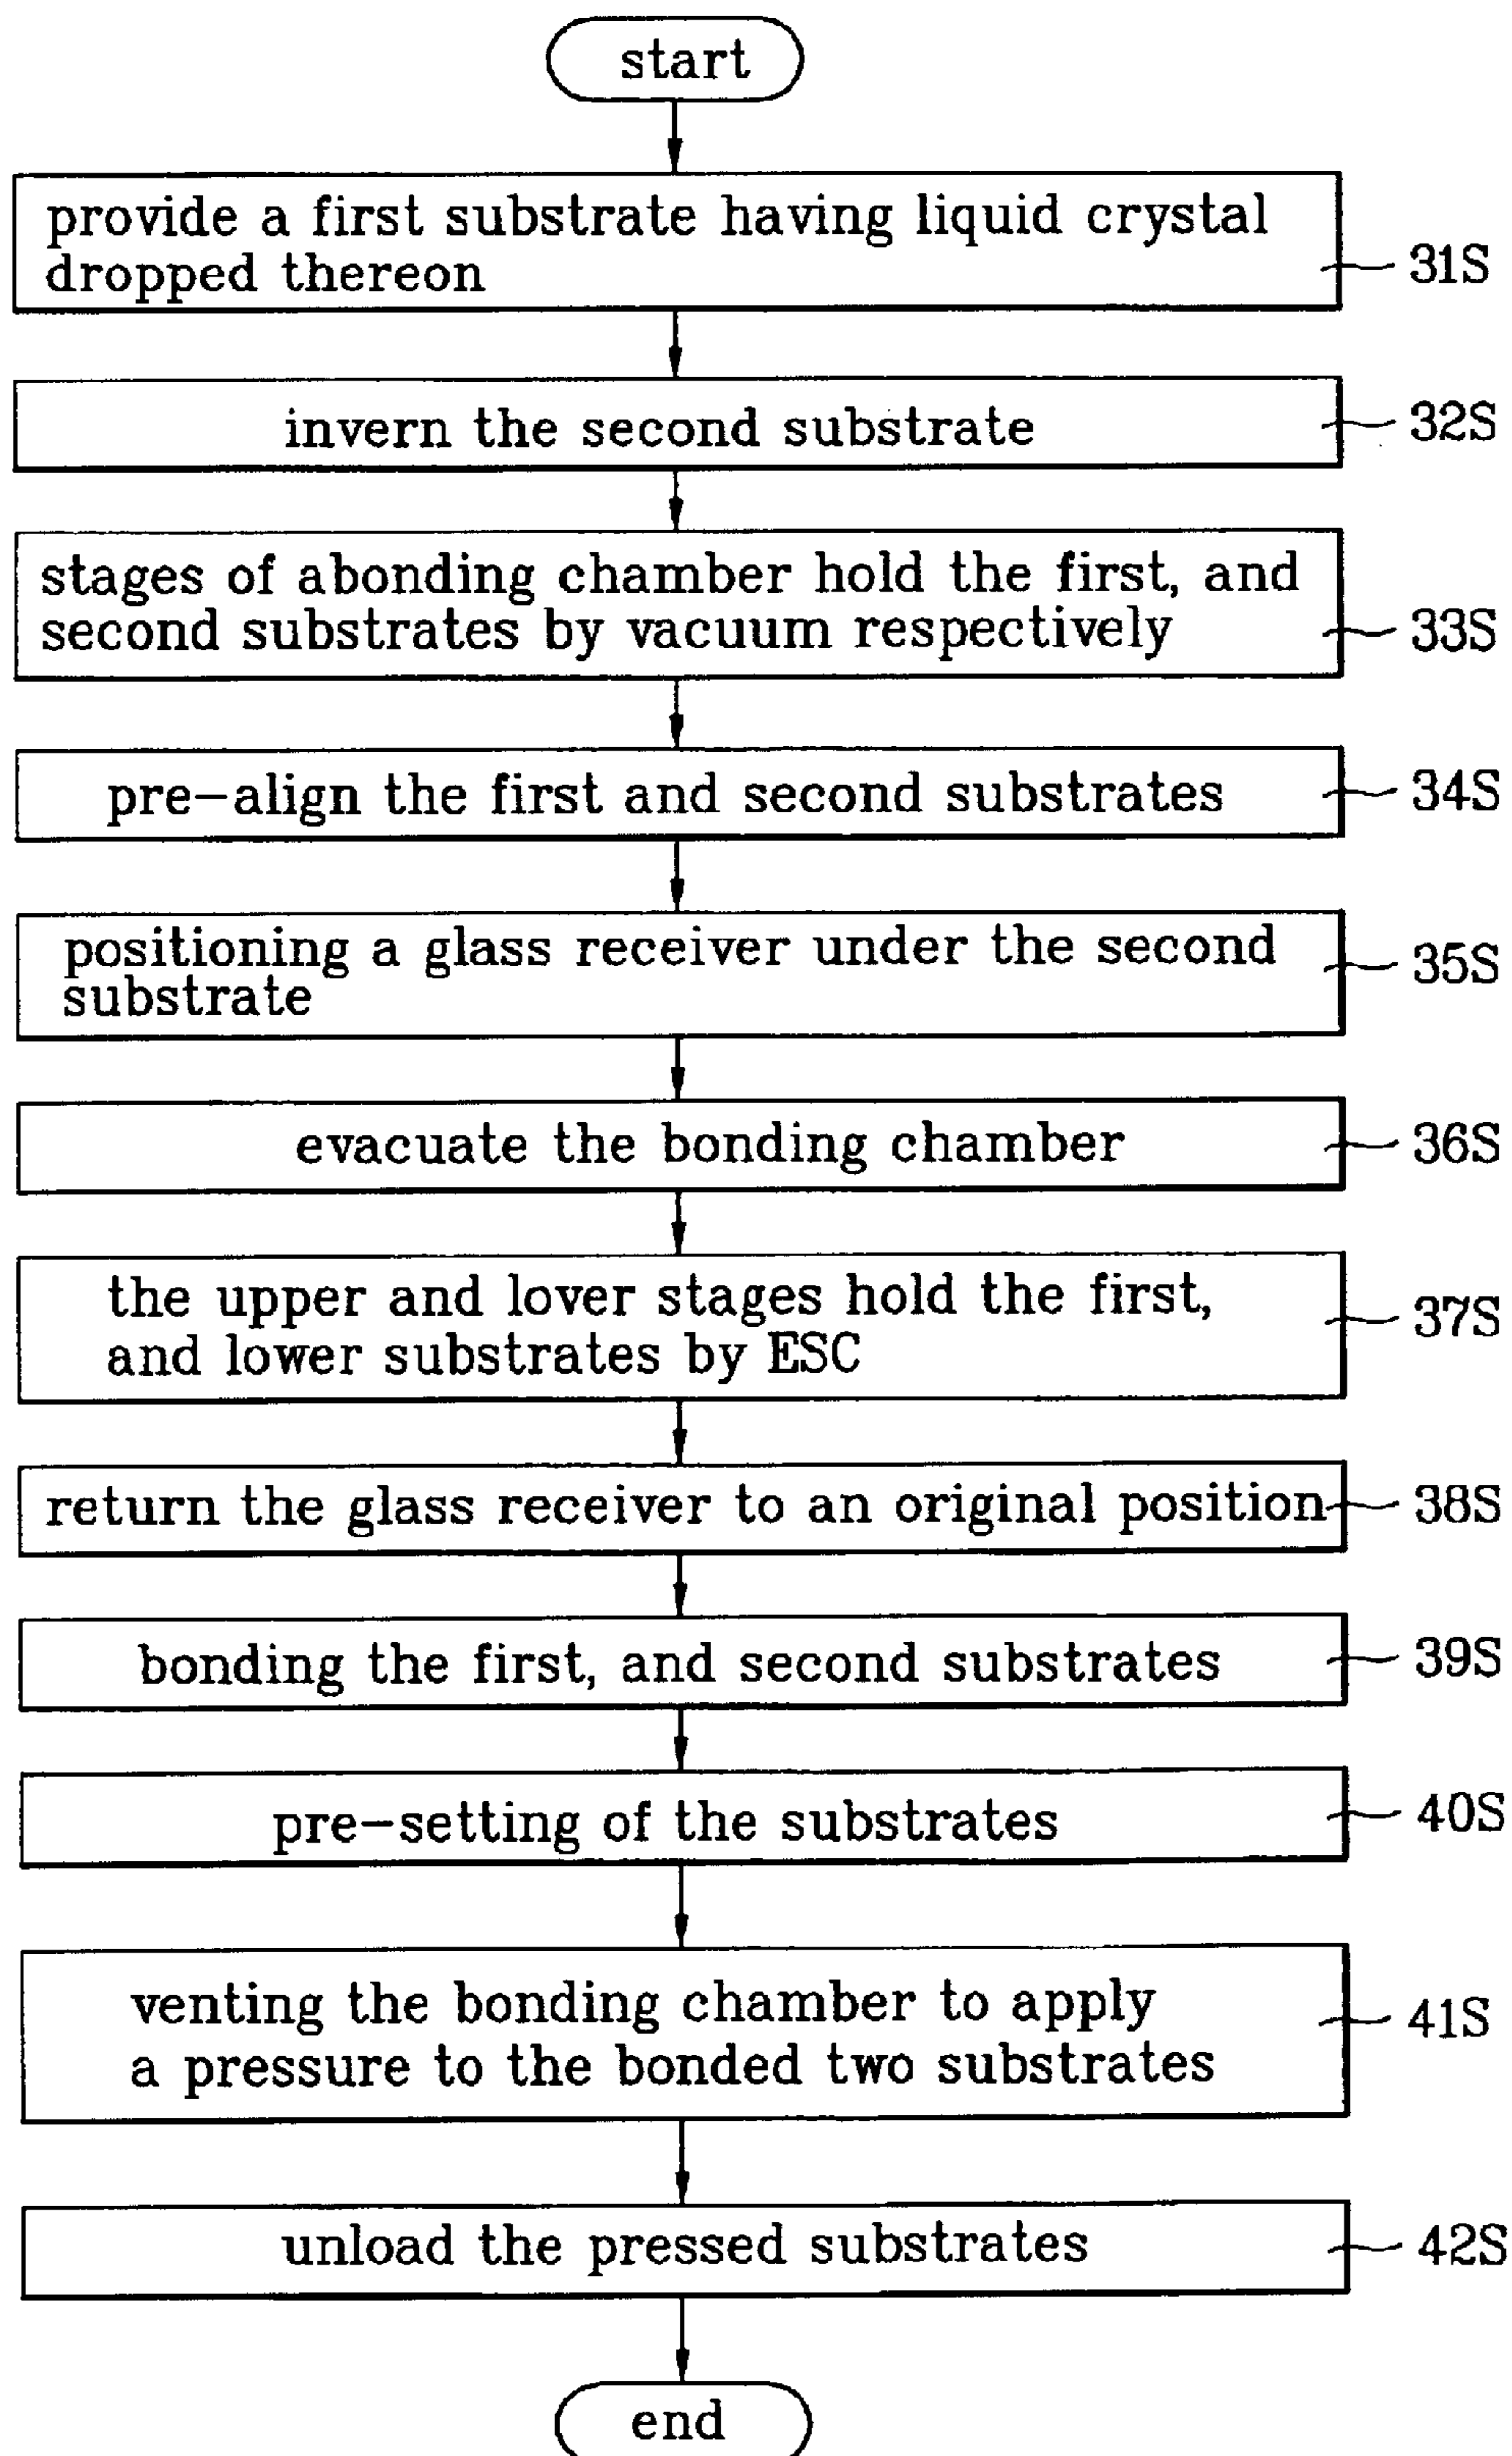 start
provide a first substrate having liquid crystal
dropped thereon
31S
invern the second substrate
32S
stages of abonding chamber hold the first, and
second substrates by vacuum respectively
33S
pre-align the first and second substrates
34S
positioning a glass receiver under the second
substrate
35S
evacuate the bonding chamber
36S
the upper and lover stages hold the first,
and lower substrates by ESC
37S
return the glass receiver to an original position
38S
bonding the first, and second substrates
39S
pre-setting of the substrates
40S
venting the bonding chamber to apply
a pressure to the bonded two substrates
41S
unload the pressed substrates
42S
end